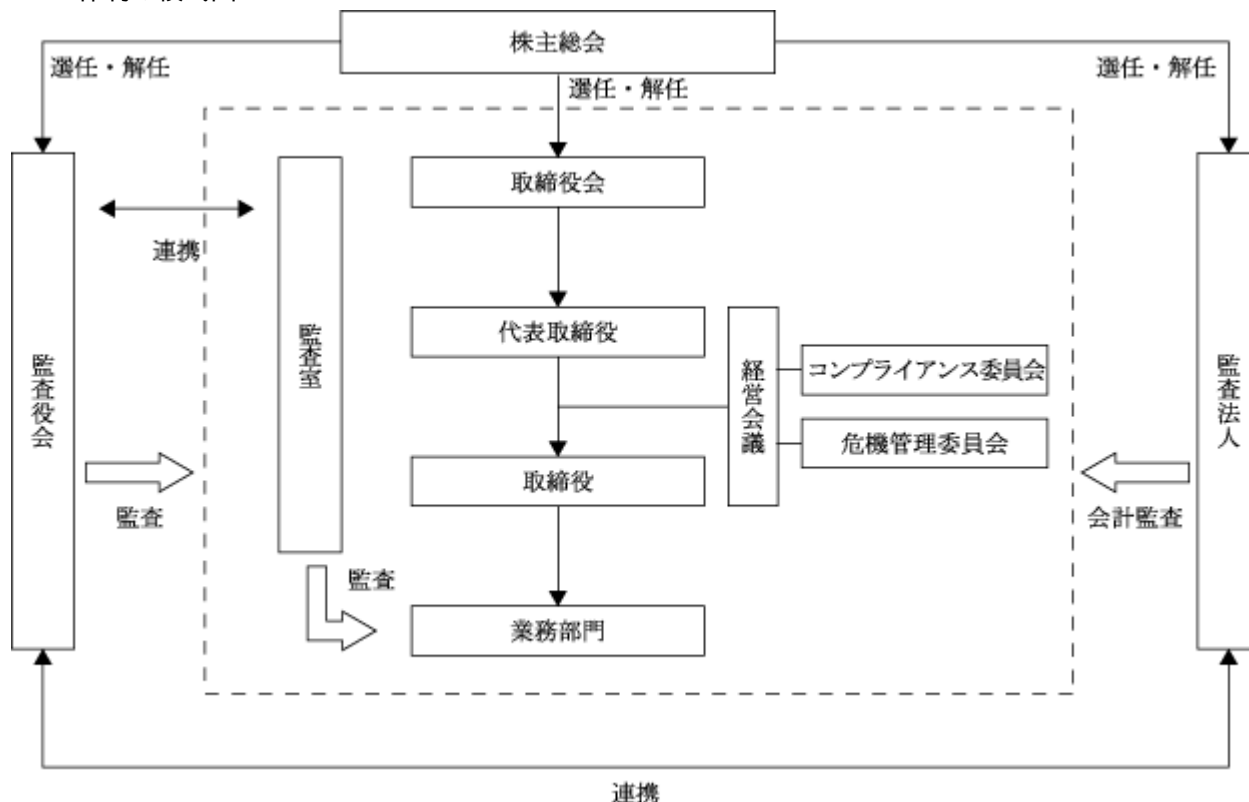 株主総会
選任・解任
選任・解任
選任・解任
取締役会
連携
監査室
代表取締役
経営会議
コンプライアンス委員会
危機管理委員会
監査役会
監査法人
取締役
監査
会計監査
監査
業務部門
連携